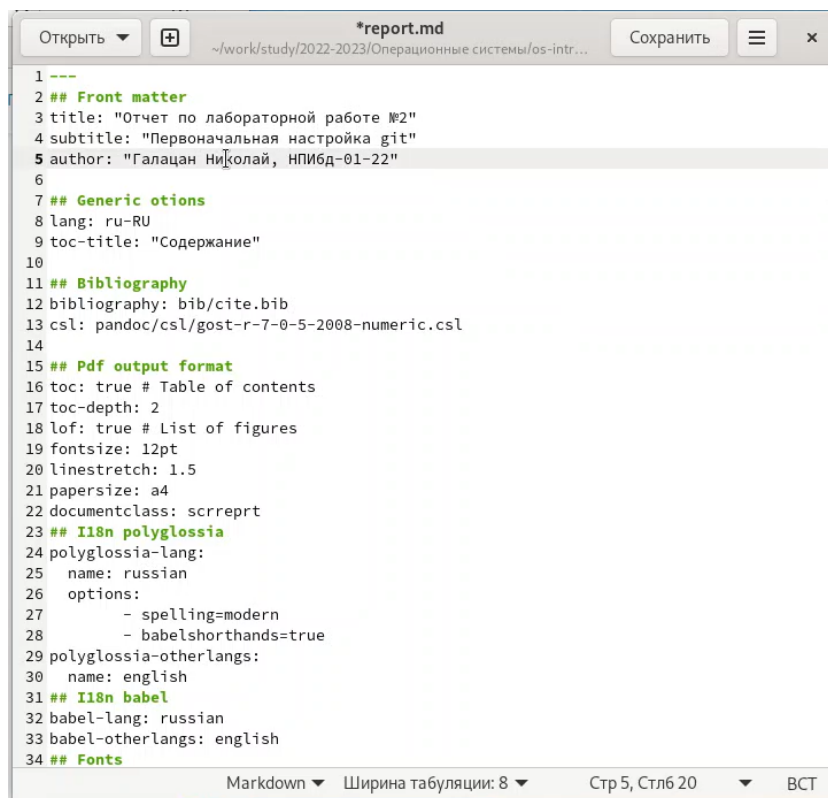 Открыть
*report.md
~/work/study/2022-2023/Операционные системы/os-intr...
Сохранить
1 ---
2 ## Front matter
3 title: "Отчет по лабораторной работе №2"
4 subtitle: "Первоначальная настройка git"
5 author: "Галацан Николай, НПИбд-01-22"
6
7 ## Generic otions
8 lang: ru-RU
9 toc-title: "Содержание"
10
11 ## Bibliography
12 bibliography: bib/cite.bib
13 csl: pandoc/csl/gost-r-7-0-5-2008-numeric.csl
14
15 ## Pdf output format
16 toc: true # Table of contents
17 toc-depth: 2
18 lof: true # List of figures
19 fontsize: 12pt
20 linestretch: 1.5
21 papersize: a4
22 documentclass: scrreprt
23 ## I18n polyglossia
24 polyglossia-lang:
25   name: russian
26   options:
27         - spelling=modern
28         - babelshorthands=true
29 polyglossia-otherlangs:
30   name: english
31 ## I18n babel
32 babel-lang: russian
33 babel-otherlangs: english
34 ## Fonts
Markdown Ширина табуляции: 8 Стр 5, Стлб 20 ВСТ